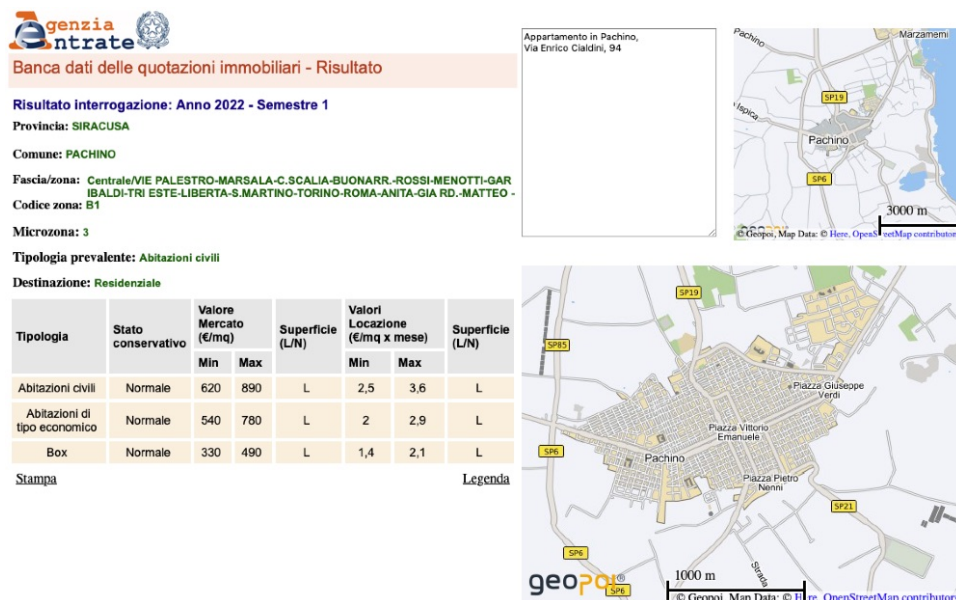 Agenzia
Entrate
Banca dati delle quotazioni immobiliari - Risultato
Risultato interrogazione: Anno 2022 - Semestre 1
Provincia: SIRACUSA
Comune: PACHINO
Fascia/zona: Centrale/VIE PALESTRO-MARSALA-C.SCALIA-BUONARR.-ROSSI-MENOTTI-GAR
IBALDI-TRI ESTE-LIBERTA-S.MARTINO-TORINO-ROMA-ANITA-GIA RD.-MATTEO -
Codice zona: B1
Microzona: 3
Tipologia prevalente: Abitazioni civili
Destinazione: Residenziale
Tipologia Stato conservativo Valore Mercato (€/mq) Superficie (L/N) Valori Locazione (€/mq x mese) Superficie (L/N)
Min Max Min Max
Abitazioni civili Normale 620 890 L 2,5 3,6 L
Abitazioni di tipo economico Normale 540 780 L 2 2,9 L
Box Normale 330 490 L 1,4 2,1 L
Stampa Legenda
Appartamento in Pachino,
Via Enrico Cialdini, 94
Pachino
Marzamemi
SP19
Ispica
Pachino
SP6
3000 m
© Geopoi, Map Data: © Here, OpenStreetMap contributor
SP19
SP85
Piazza Giuseppe
Verdi
Piazza Vittorio
Emanuele
SP6
Pachino
Piazza Pietro
Nenni
SP21
SP6
Strada
geopoi®
SP6
1000 m
© Geopoi, Map Data: © Here, OpenStreetMap contributor